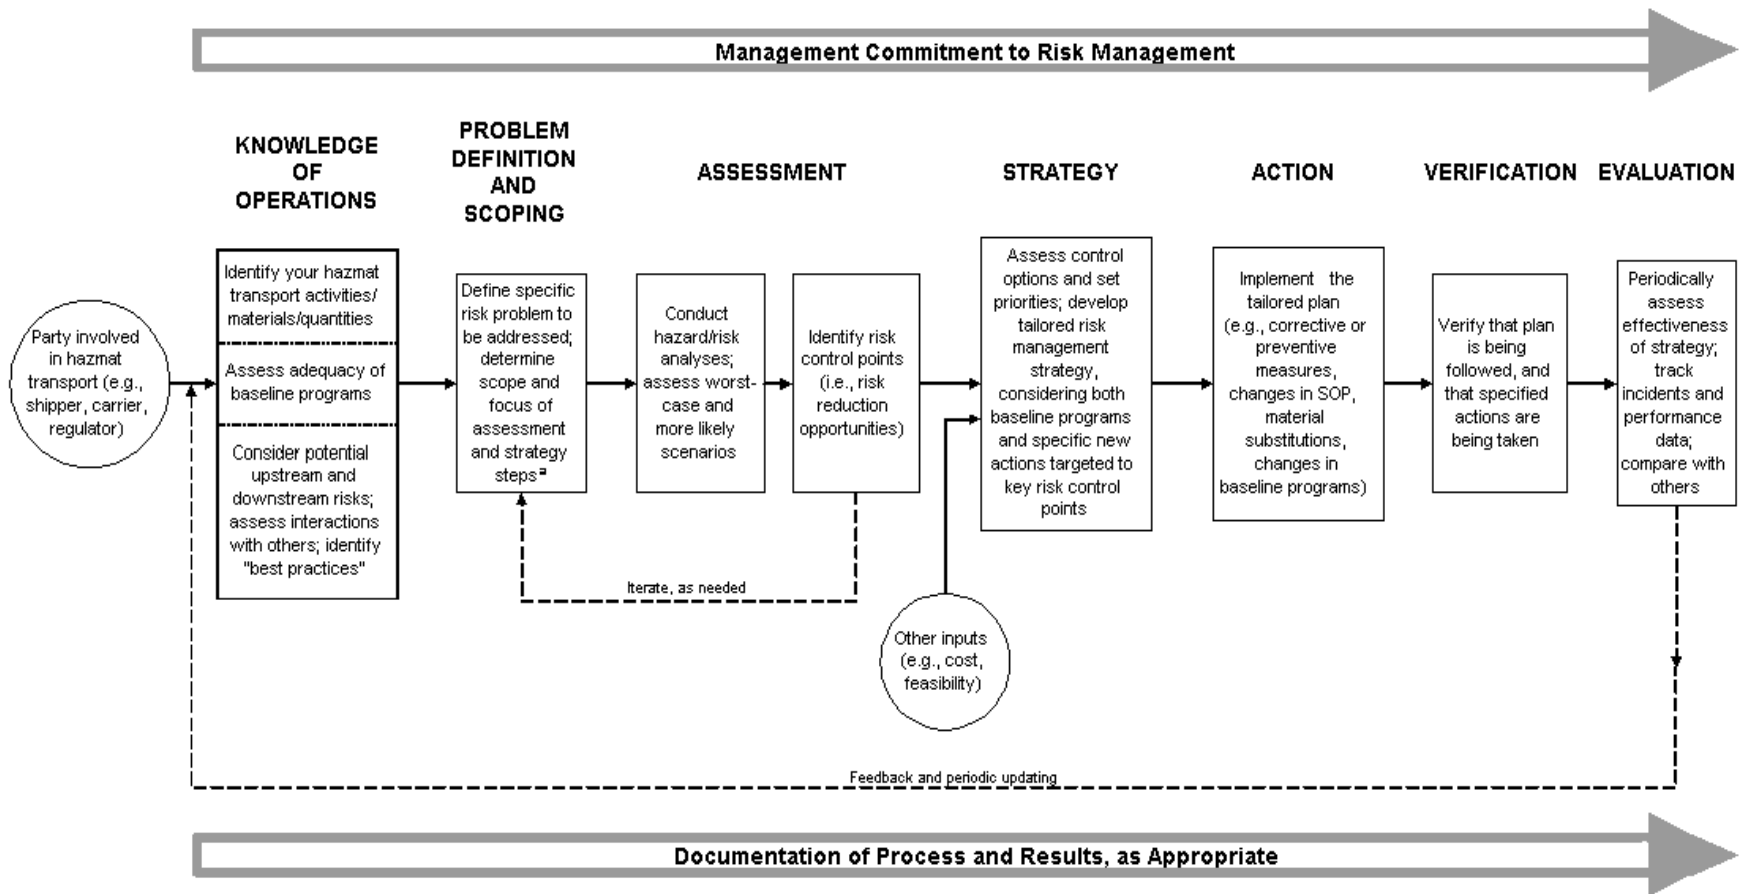 Management Commitment to Risk Management
KNOWLEDGE
OF
OPERATIONS
PROBLEM
DEFINITION
AND
SCOPING
ASSESSMENT
STRATEGY
ACTION
VERIFICATION
EVALUATION
Party involved
in hazmat
transport (e.g.,
shipper, carrier,
regulator)
Identify your hazmat
transport activities/
materials/quantities
Assess adequacy of
baseline programs
Consider potential
upstream and
downstream risks;
assess interactions
with others; identify
"best practices"
Define specific
risk problem to
be addressed;
determine
scope and
focus of
assessment
and strategy
steps<sup>a</sup>
Conduct
hazard/risk
analyses;
assess worst-
case and
more likely
scenarios
Identify risk
control points
(i.e., risk
reduction
opportunities)
Iterate, as needed
Assess control
options and set
priorities; develop
tailored risk
management
strategy,
considering both
baseline programs
and specific new
actions targeted to
key risk control
points
Other inputs
(e.g., cost,
feasibility)
Implement the
tailored plan
(e.g., corrective or
preventive
measures,
changes in SOP,
material
substitutions,
changes in
baseline programs)
Verify that plan
is being
followed, and
that specified
actions are
being taken
Periodically
assess
effectiveness
of strategy;
track
incidents and
performance
data;
compare with
others
Feedback and periodic updating
Documentation of Process and Results, as Appropriate